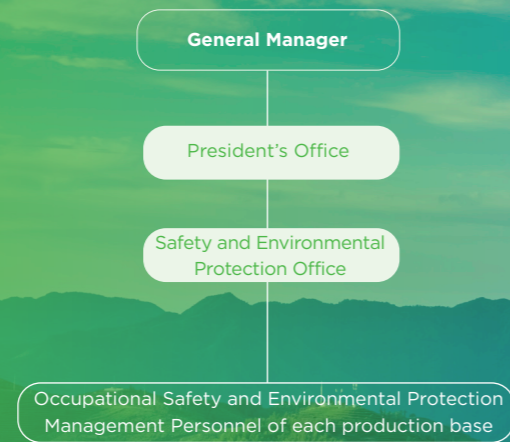 General Manager
President's Office
Safety and Environmental
Protection Office
Occupational Safety and Environmental Protection
Management Personnel of each production base